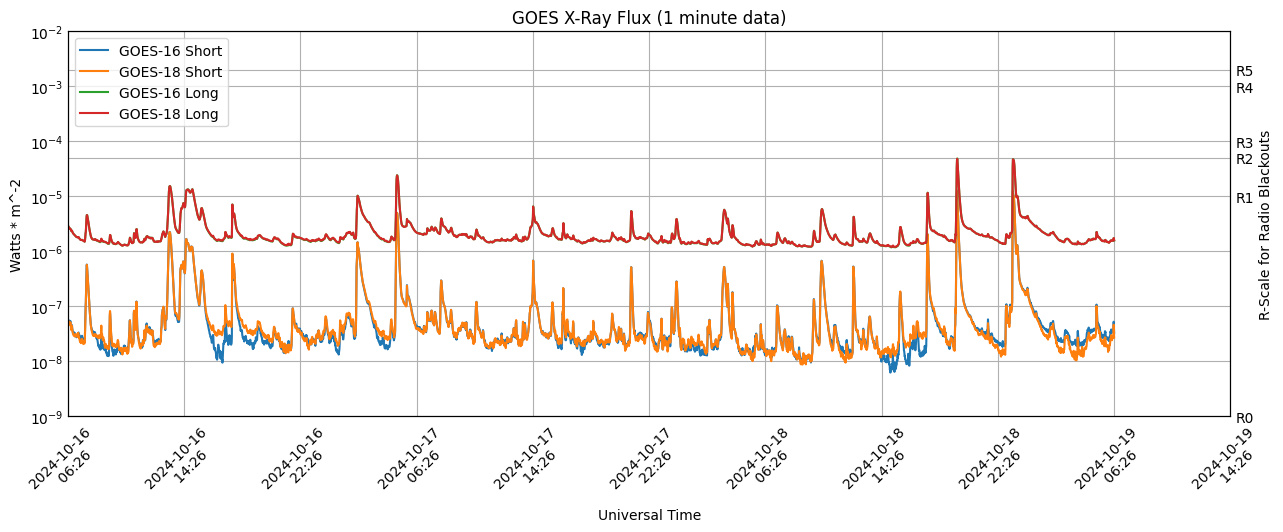 GOES X-Ray Flux (1 minute data)
GOES-16 Short
GOES-18 Short
GOES-16 Long
GOES-18 Long
Watts * m^-2
10⁻²
10⁻³
10⁻⁴
10⁻⁵
10⁻⁶
10⁻⁷
10⁻⁸
10⁻⁹
R5
R4
R3
R2
R1
R0
R-Scale for Radio Blackouts
2024-10-16
06:26
2024-10-16
14:26
2024-10-16
22:26
2024-10-17
06:26
2024-10-17
14:26
2024-10-17
22:26
2024-10-18
06:26
2024-10-18
14:26
2024-10-18
22:26
2024-10-19
06:26
2024-10-19
14:26
Universal Time